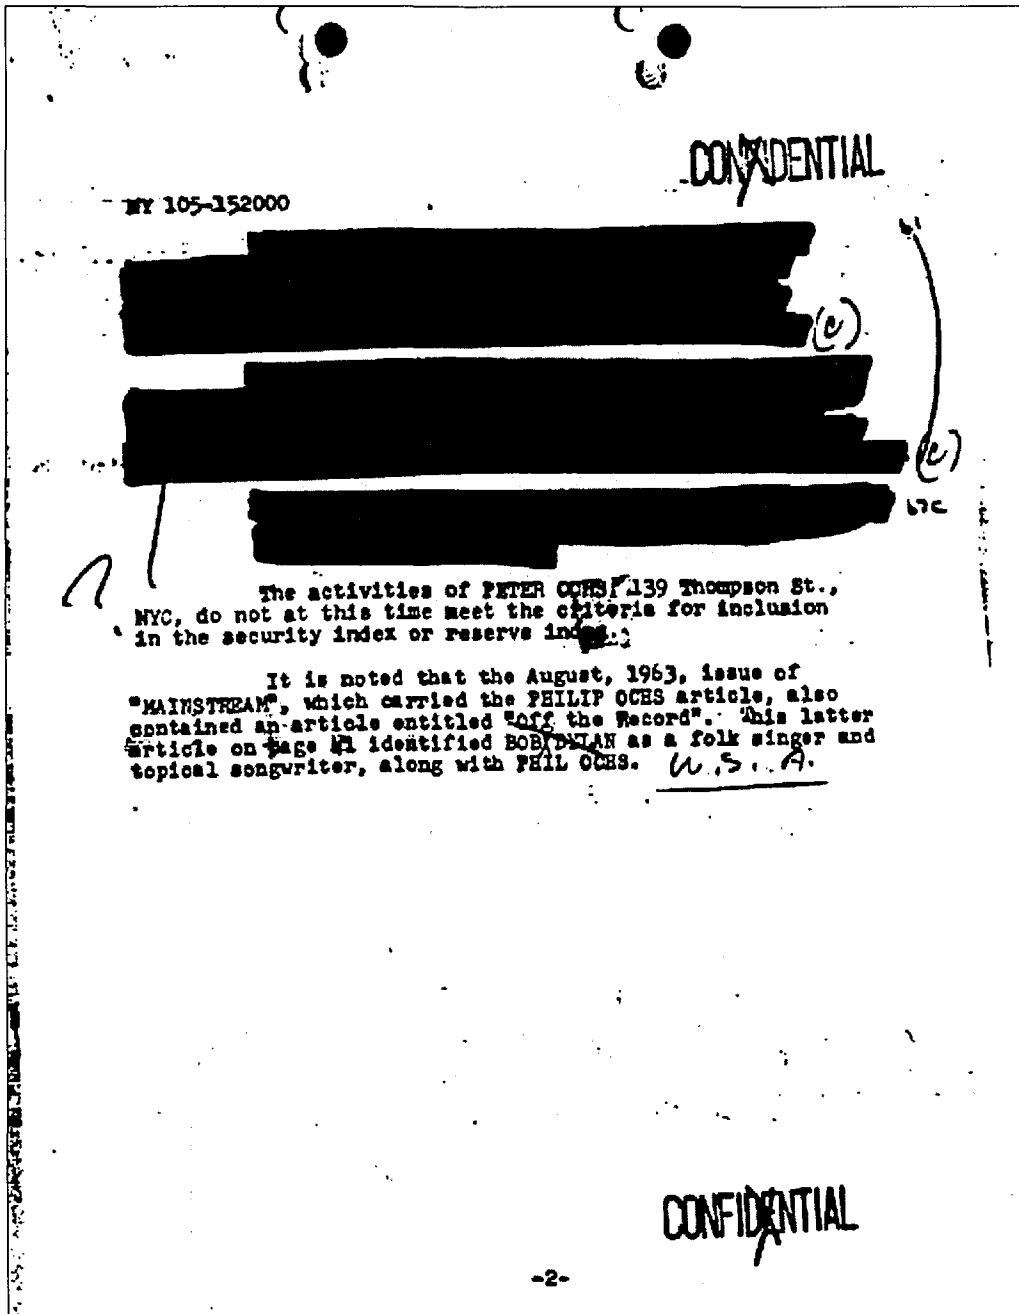 CONFIDENTIAL
NY 105-152000
b1
(c)
(c)
b7C
The activities of PETER OCHS, 139 Thompson St.,
NYC, do not at this time meet the criteria for inclusion
in the security index or reserve index.
It is noted that the August, 1963, issue of
"MAINSTREAM", which carried the PHILIP OCHS article, also
contained an article entitled "Off the Record". This latter
article on page 41 identified BOB DYLAN as a folk singer and
topical songwriter, along with PHIL OCHS. U.S.A.
CONFIDENTIAL
-2-